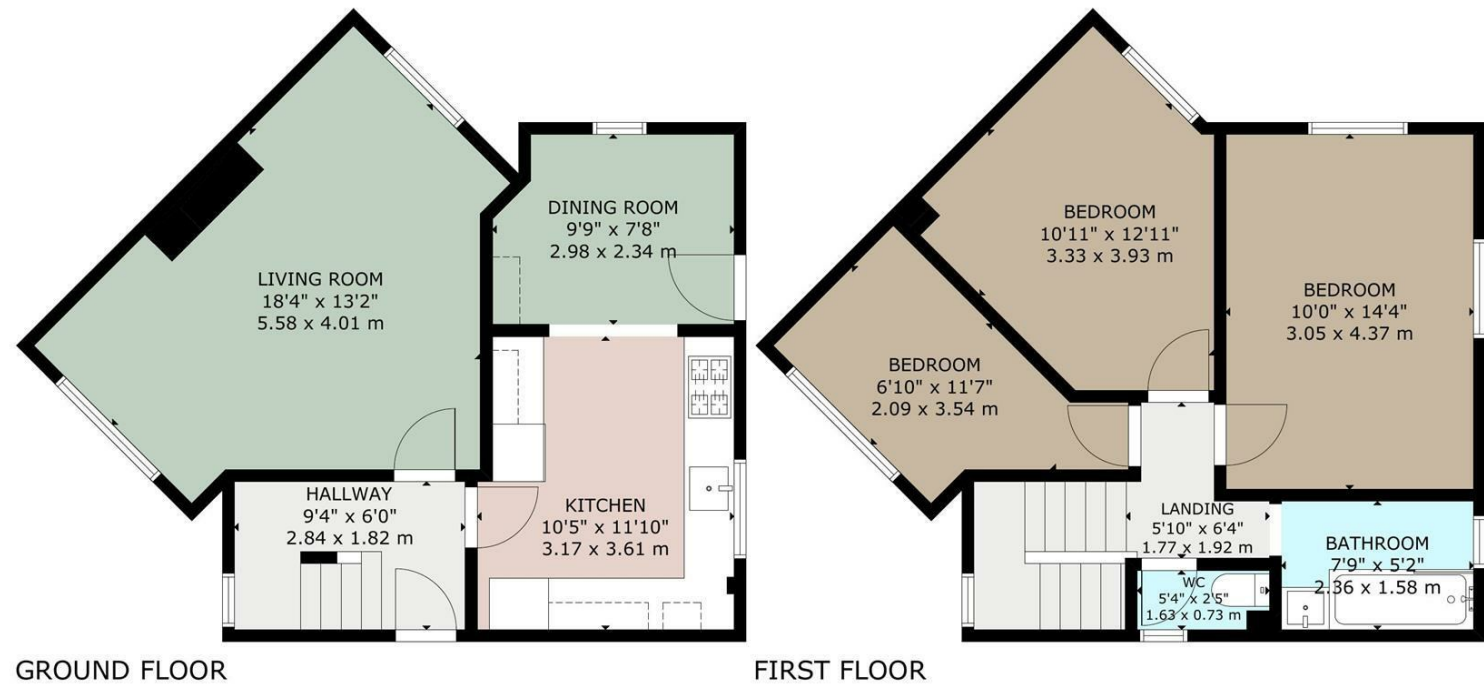 LIVING ROOM
18'4" x 13'2"
5.58 x 4.01 m
DINING ROOM
9'9" x 7'8"
2.98 x 2.34 m
HALLWAY
9'4" x 6'0"
2.84 x 1.82 m
KITCHEN
10'5" x 11'10"
3.17 x 3.61 m
GROUND FLOOR
BEDROOM
10'11" x 12'11"
3.33 x 3.93 m
BEDROOM
10'0" x 14'4"
3.05 x 4.37 m
BEDROOM
6'10" x 11'7"
2.09 x 3.54 m
LANDING
5'10" x 6'4"
1.77 x 1.92 m
BATHROOM
7'9" x 5'2"
2.36 x 1.58 m
WC
5'4" x 2'5"
1.63 x 0.73 m
FIRST FLOOR